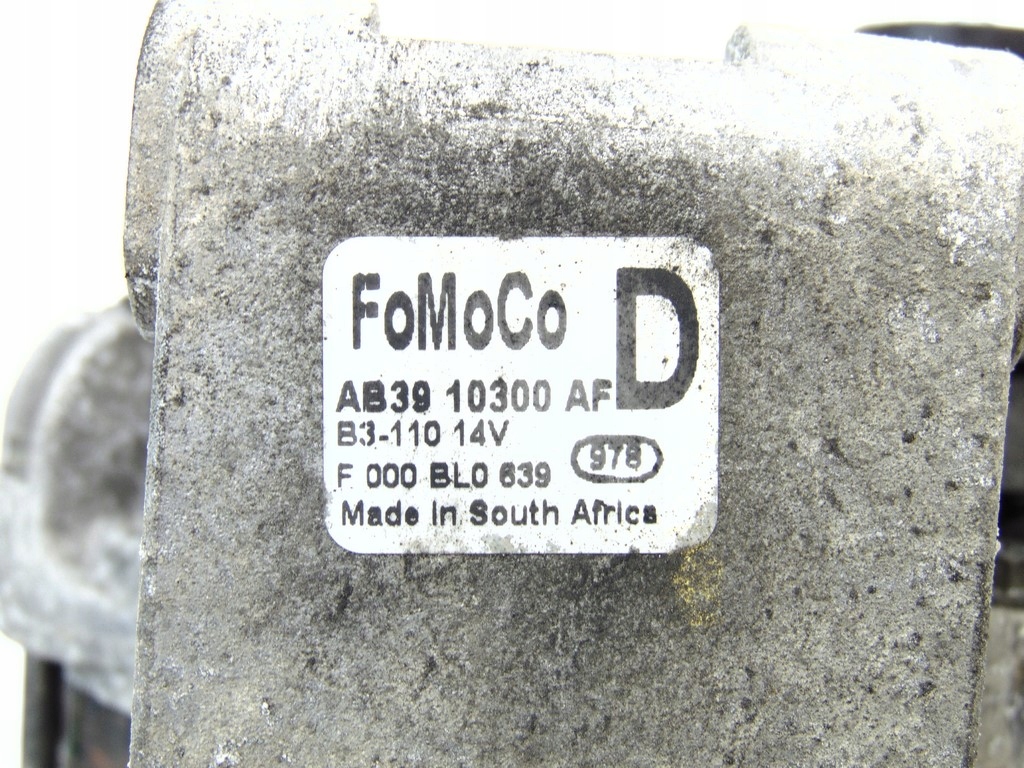 FoMoCo D
AB39 10300 AF
B3-110 14V
F 000 BL0 639 978
Made in South Africa